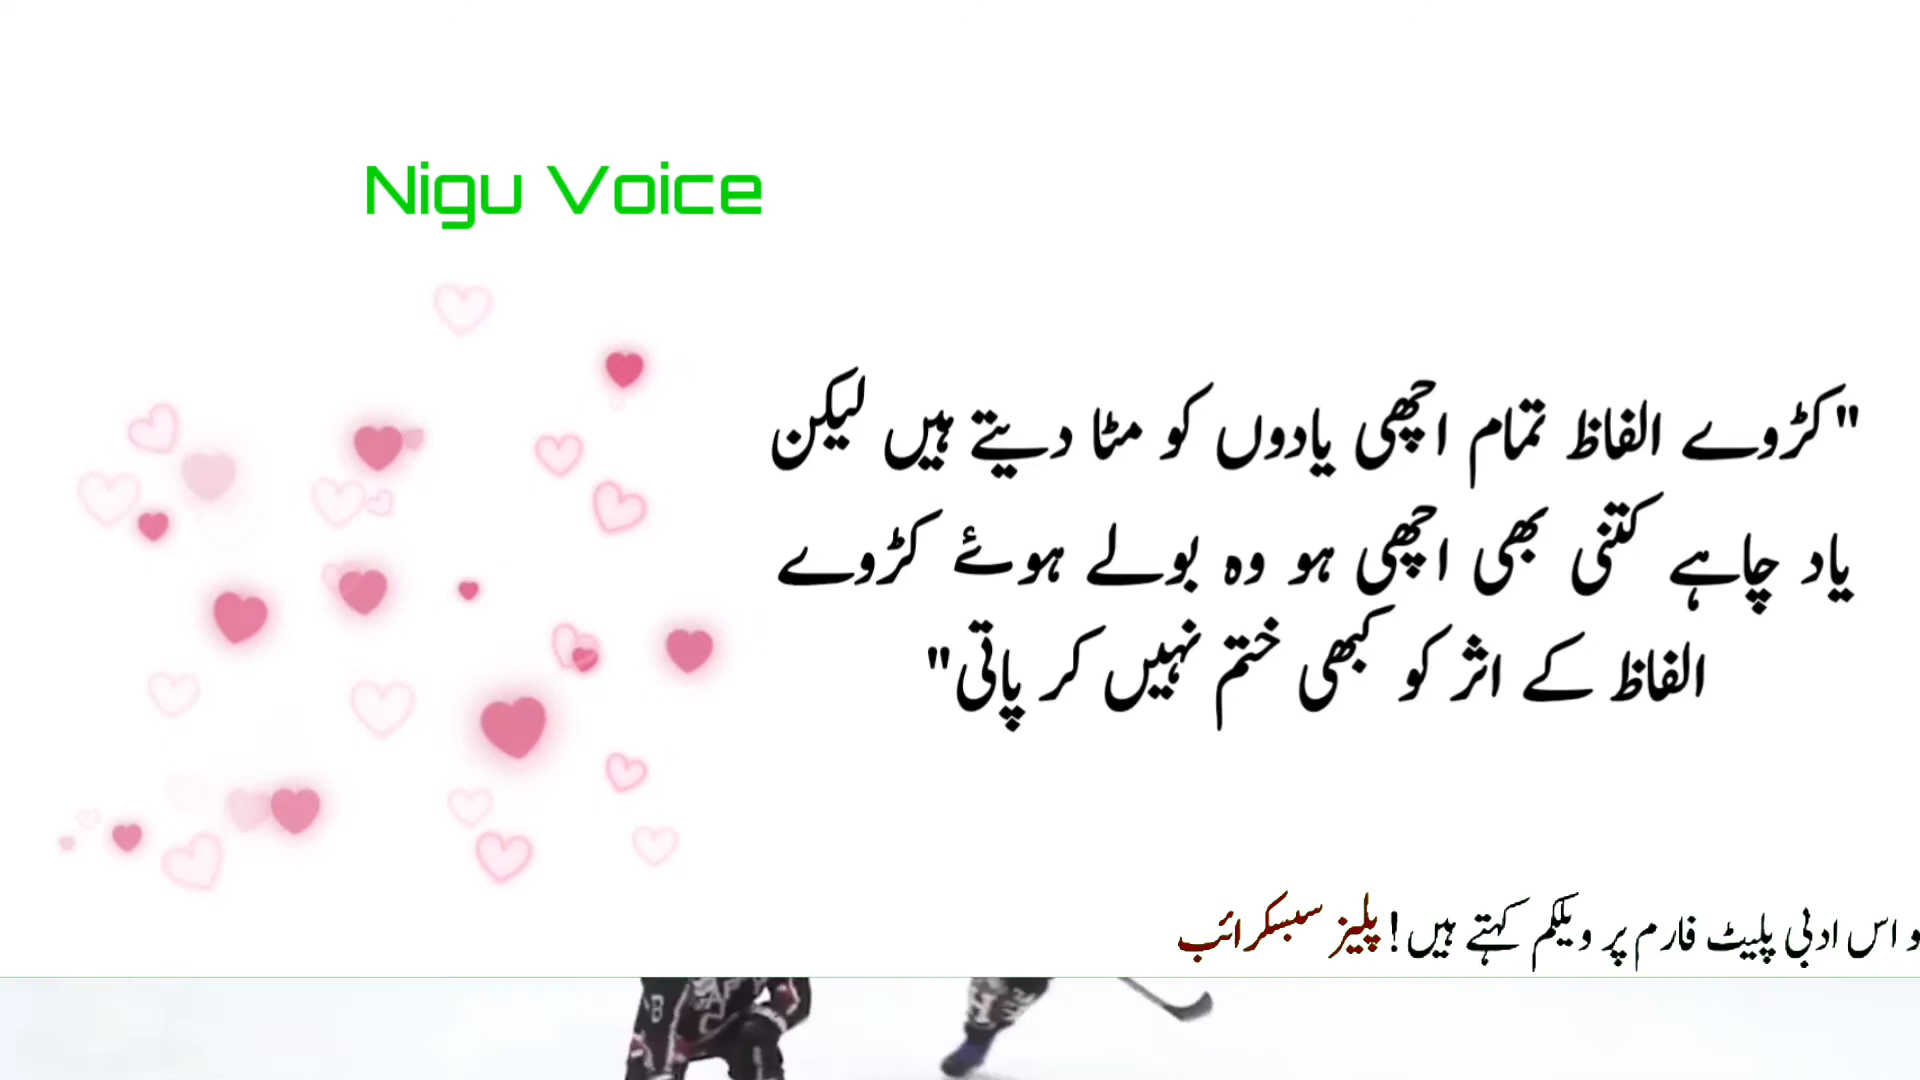 Nigu Voice
"کڑوے الفاظ تمام اچھی یادوں کو مٹا دیتے ہیں لیکن
یاد چاہے کتنی بھی اچھی ہو وہ بولے ہوئے کڑوے
الفاظ کے اثر کو کبھی ختم نہیں کر پاتی"
و اس ادبی پلیٹ فارم پر ویلکم کہتے ہیں! پلیز سبسکرائب